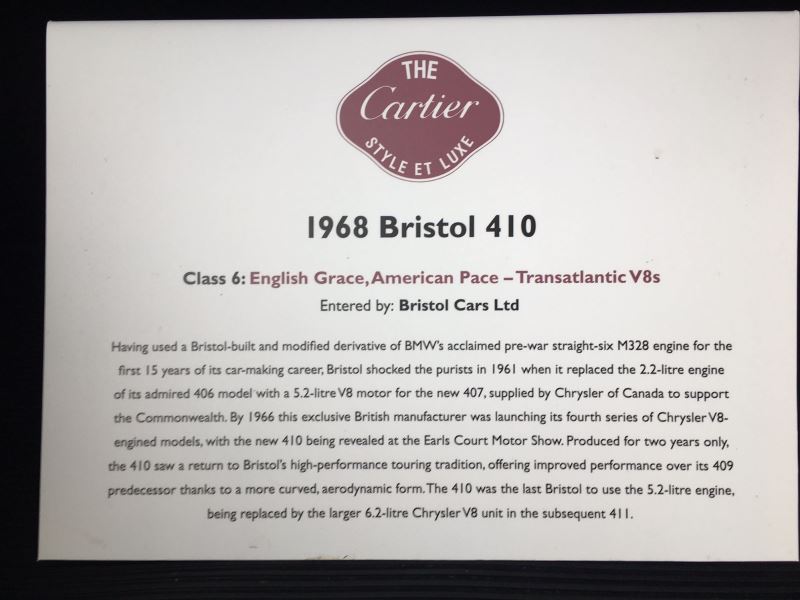 THE
Cartier
STYLE ET LUXE
1968 Bristol 410
Class 6: English Grace, American Pace – Transatlantic V8s
Entered by: Bristol Cars Ltd
Having used a Bristol-built and modified derivative of BMW's acclaimed pre-war straight-six M328 engine for the
first 15 years of its car-making career, Bristol shocked the purists in 1961 when it replaced the 2.2-litre engine
of its admired 406 model with a 5.2-litre V8 motor for the new 407, supplied by Chrysler of Canada to support
the Commonwealth. By 1966 this exclusive British manufacturer was launching its fourth series of Chrysler V8-
engined models, with the new 410 being revealed at the Earls Court Motor Show. Produced for two years only,
the 410 saw a return to Bristol's high-performance touring tradition, offering improved performance over its 409
predecessor thanks to a more curved, aerodynamic form. The 410 was the last Bristol to use the 5.2-litre engine,
being replaced by the larger 6.2-litre Chrysler V8 unit in the subsequent 411.